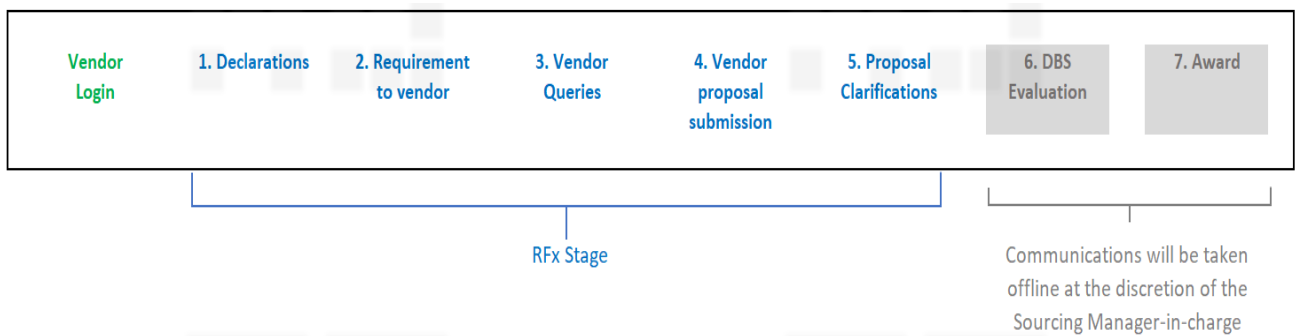 Vendor
Login
1. Declarations
2. Requirement
to vendor
3. Vendor
Queries
4. Vendor
proposal
submission
5. Proposal
Clarifications
6. DBS
Evaluation
7. Award
RFx Stage
Communications will be taken
offline at the discretion of the
Sourcing Manager-in-charge